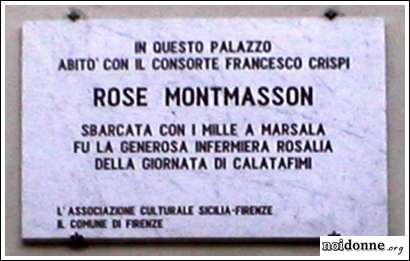 IN QUESTO PALAZZO
ABITO' CON IL CONSORTE FRANCESCO CRISPI
ROSE MONTMASSON
SBARCATA CON I MILLE A MARSALA
FU LA GENEROSA INFERMIERA ROSALIA
DELLA GIORNATA DI CALATAFIMI
L'ASSOCIAZIONE CULTURALE SICILIA-FIRENZE
IL COMUNE DI FIRENZE
noidonne.org